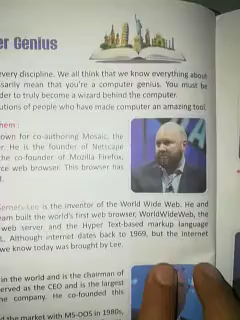 er Genius
every discipline. We all think that we know everything about
ssarily mean that you're a computer genius. You must be
der to truly become a wizard behind the computer.
utions of people who have made computer an amazing tool.
hem :
own for co-authoring Mosaic, the
er. He is the founder of Netscape
the co-founder of Mozilla Firefox,
rce web browser. This browser has
Berners-Lee is the inventor of the World Wide Web. He and
eam built the world's first web browser, WorldWideWeb, the
web server and the Hyper Text-based markup language
L. Although internet dates back to 1969, but the Internet
we know today was brought by Lee.
in the world and is the chairman of
erved as the CEO and is the largest
he company. He co-founded this
d the market with MS-DOS in 1980s,